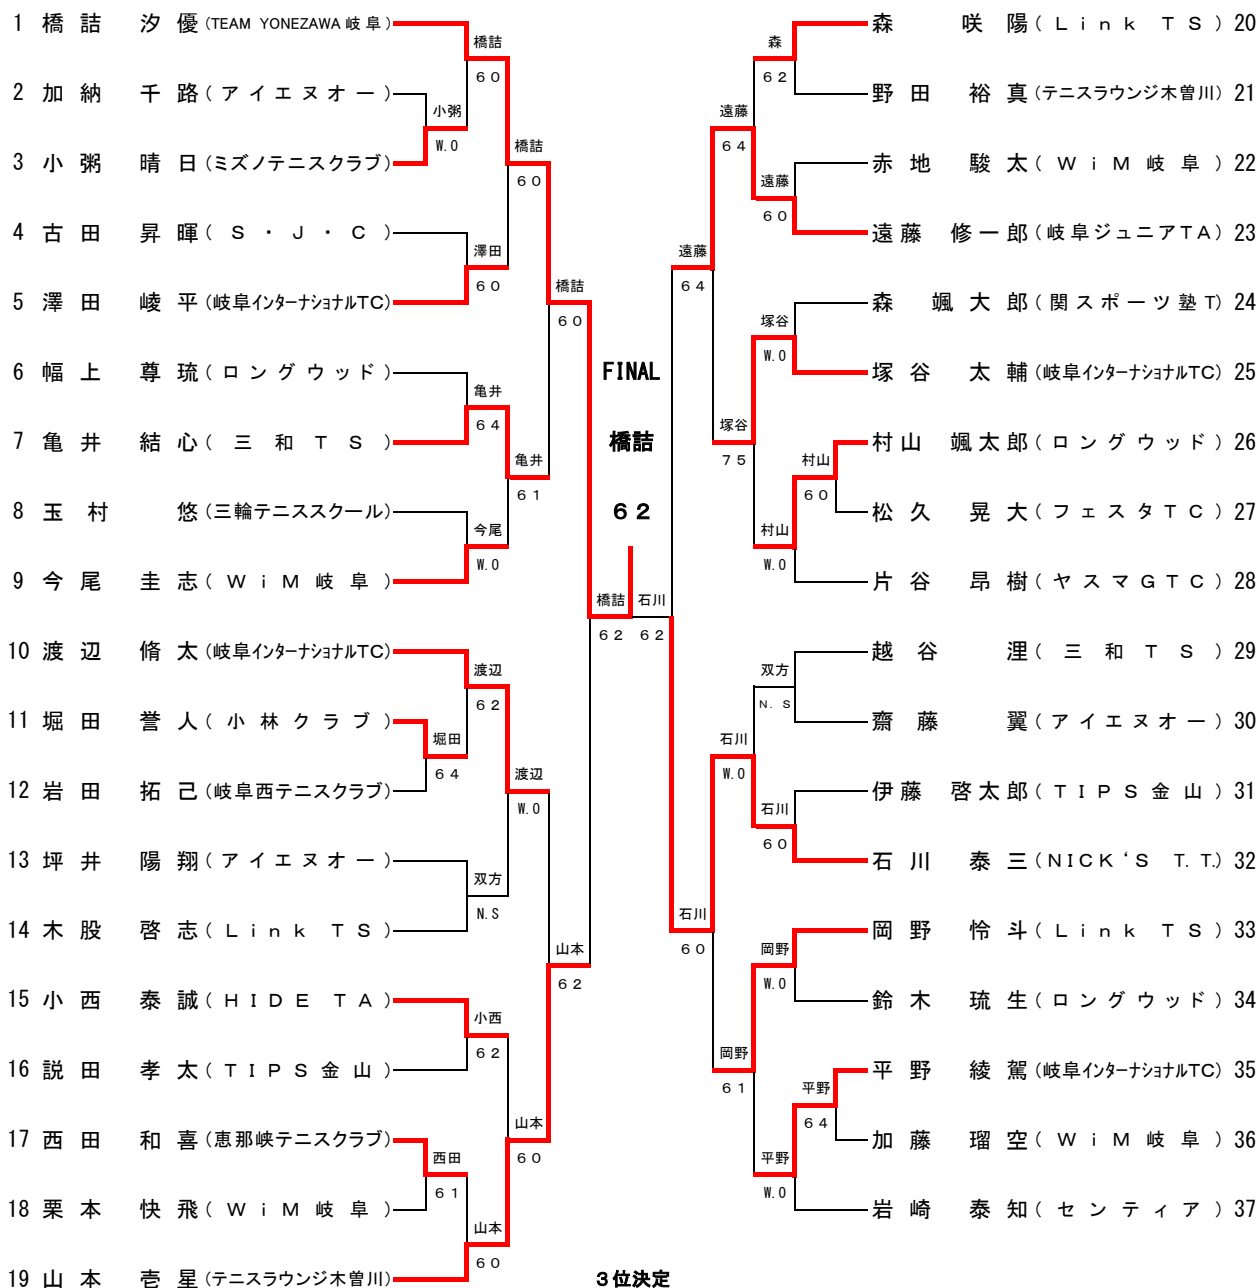 1 橋詰 汐優 (TEAM YONEZAWA 岐阜)
2 加納 千路 (アイエヌオー)
3 小粥 晴日 (ミズノテニスクラブ)
4 古田 昇暉 (S・J・C)
5 澤田 崚平 (岐阜インターナショナルTC)
6 幅上 尊琉 (ロングウッド)
7 亀井 結心 (三和TS)
8 玉村 悠 (三輪テニススクール)
9 今尾 圭志 (WiM岐阜)
10 渡辺 脩太 (岐阜インターナショナルTC)
11 堀田 誉人 (小林クラブ)
12 岩田 拓己 (岐阜西テニスクラブ)
13 坪井 陽翔 (アイエヌオー)
14 木股 啓志 (Link TS)
15 小西 泰誠 (HIDE TA)
16 説田 孝太 (TIPS金山)
17 西田 和喜 (恵那峡テニスクラブ)
18 栗本 快飛 (WiM岐阜)
19 山本 壱星 (テニスラウンジ木曽川)
小粥
W.O
堀田
64
西田
61
橋詰
60
澤田
60
亀井
64
今尾
W.O
渡辺
62
双方
N.S
小西
62
山本
60
橋詰
60
亀井
61
渡辺
W.O
山本
60
橋詰
60
山本
62
橋詰
62
FINAL
橋詰
62
石川
62
遠藤
64
石川
60
遠藤
64
塚谷
75
石川
W.O
岡野
61
森
62
遠藤
60
塚谷
W.O
村山
W.O
双方
N.S
石川
60
岡野
W.O
平野
W.O
村山
60
平野
64
森 咲陽 (Link TS) 20
野田 裕真 (テニスラウンジ木曽川) 21
赤地 駿太 (WiM岐阜) 22
遠藤 修一郎 (岐阜ジュニアTA) 23
森 颯大郎 (関スポーツ塾T) 24
塚谷 太輔 (岐阜インターナショナルTC) 25
村山 颯太郎 (ロングウッド) 26
松久 晃大 (フェスタTC) 27
片谷 昂樹 (ヤスマGTC) 28
越谷 浬 (三和TS) 29
齋藤 翼 (アイエヌオー) 30
伊藤 啓太郎 (TIPS金山) 31
石川 泰三 (NICK‘S T.T.) 32
岡野 怜斗 (Link TS) 33
鈴木 琉生 (ロングウッド) 34
平野 綾駕 (岐阜インターナショナルTC) 35
加藤 瑠空 (WiM岐阜) 36
岩崎 泰知 (センティア) 37
3位決定